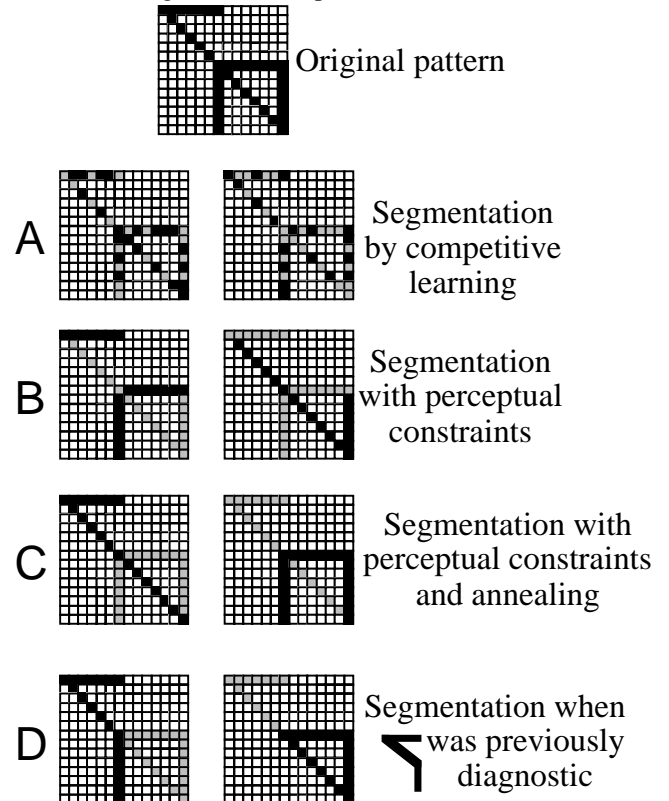 Original pattern
A
Segmentation
by competitive
learning
B
Segmentation
with perceptual
constraints
C
Segmentation with
perceptual constraints
and annealing
D
Segmentation when
was previously
diagnostic